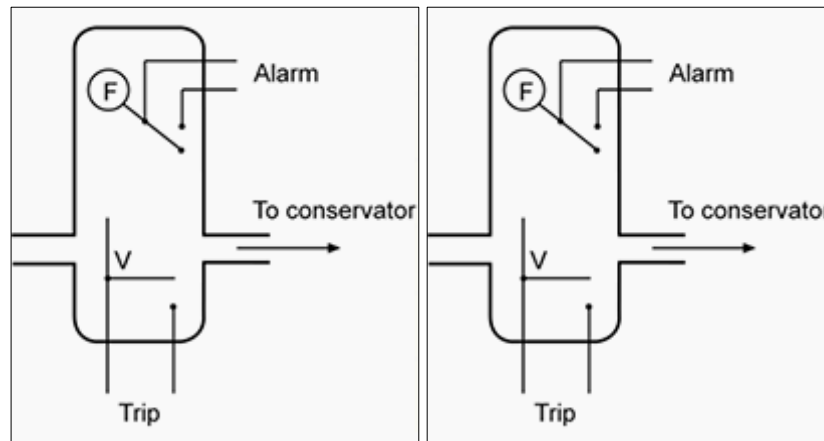 F
Alarm
To conservator
V
Trip
F
Alarm
To conservator
V
Trip